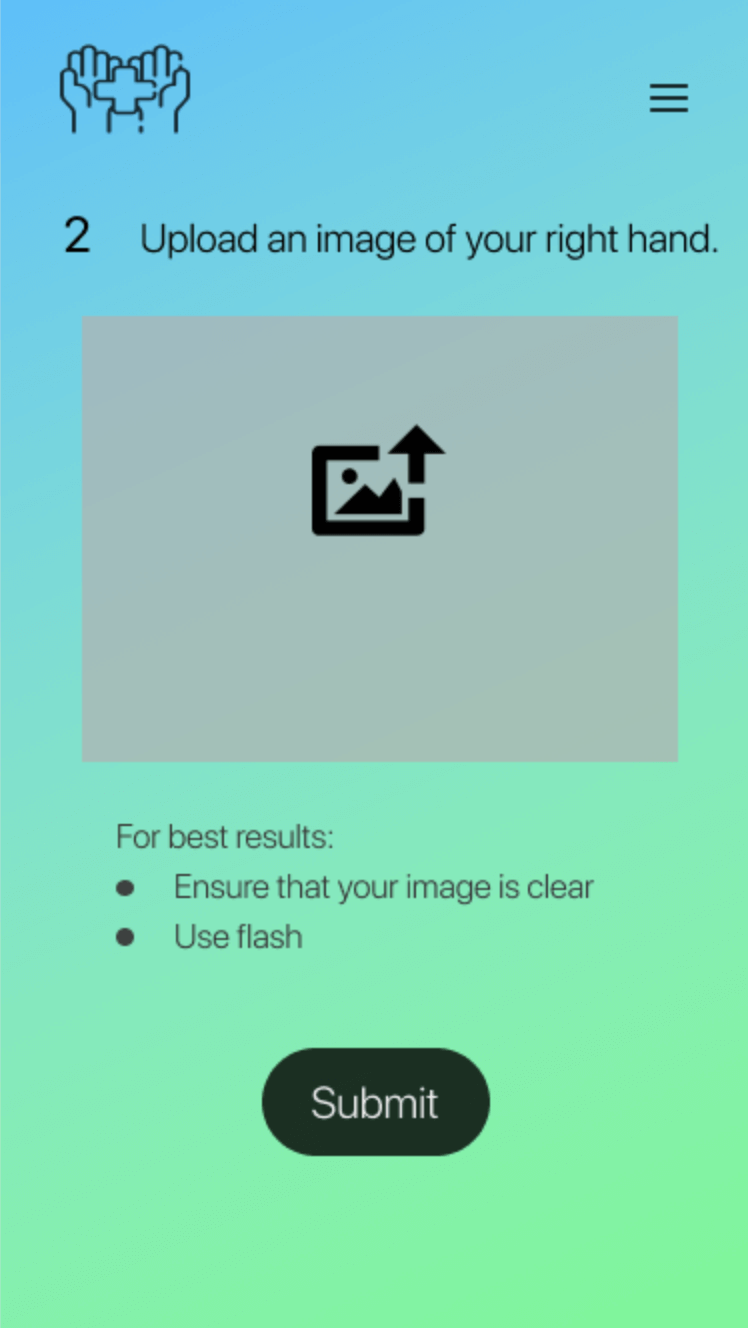 2 Upload an image of your right hand.
For best results:
● Ensure that your image is clear
● Use flash
Submit